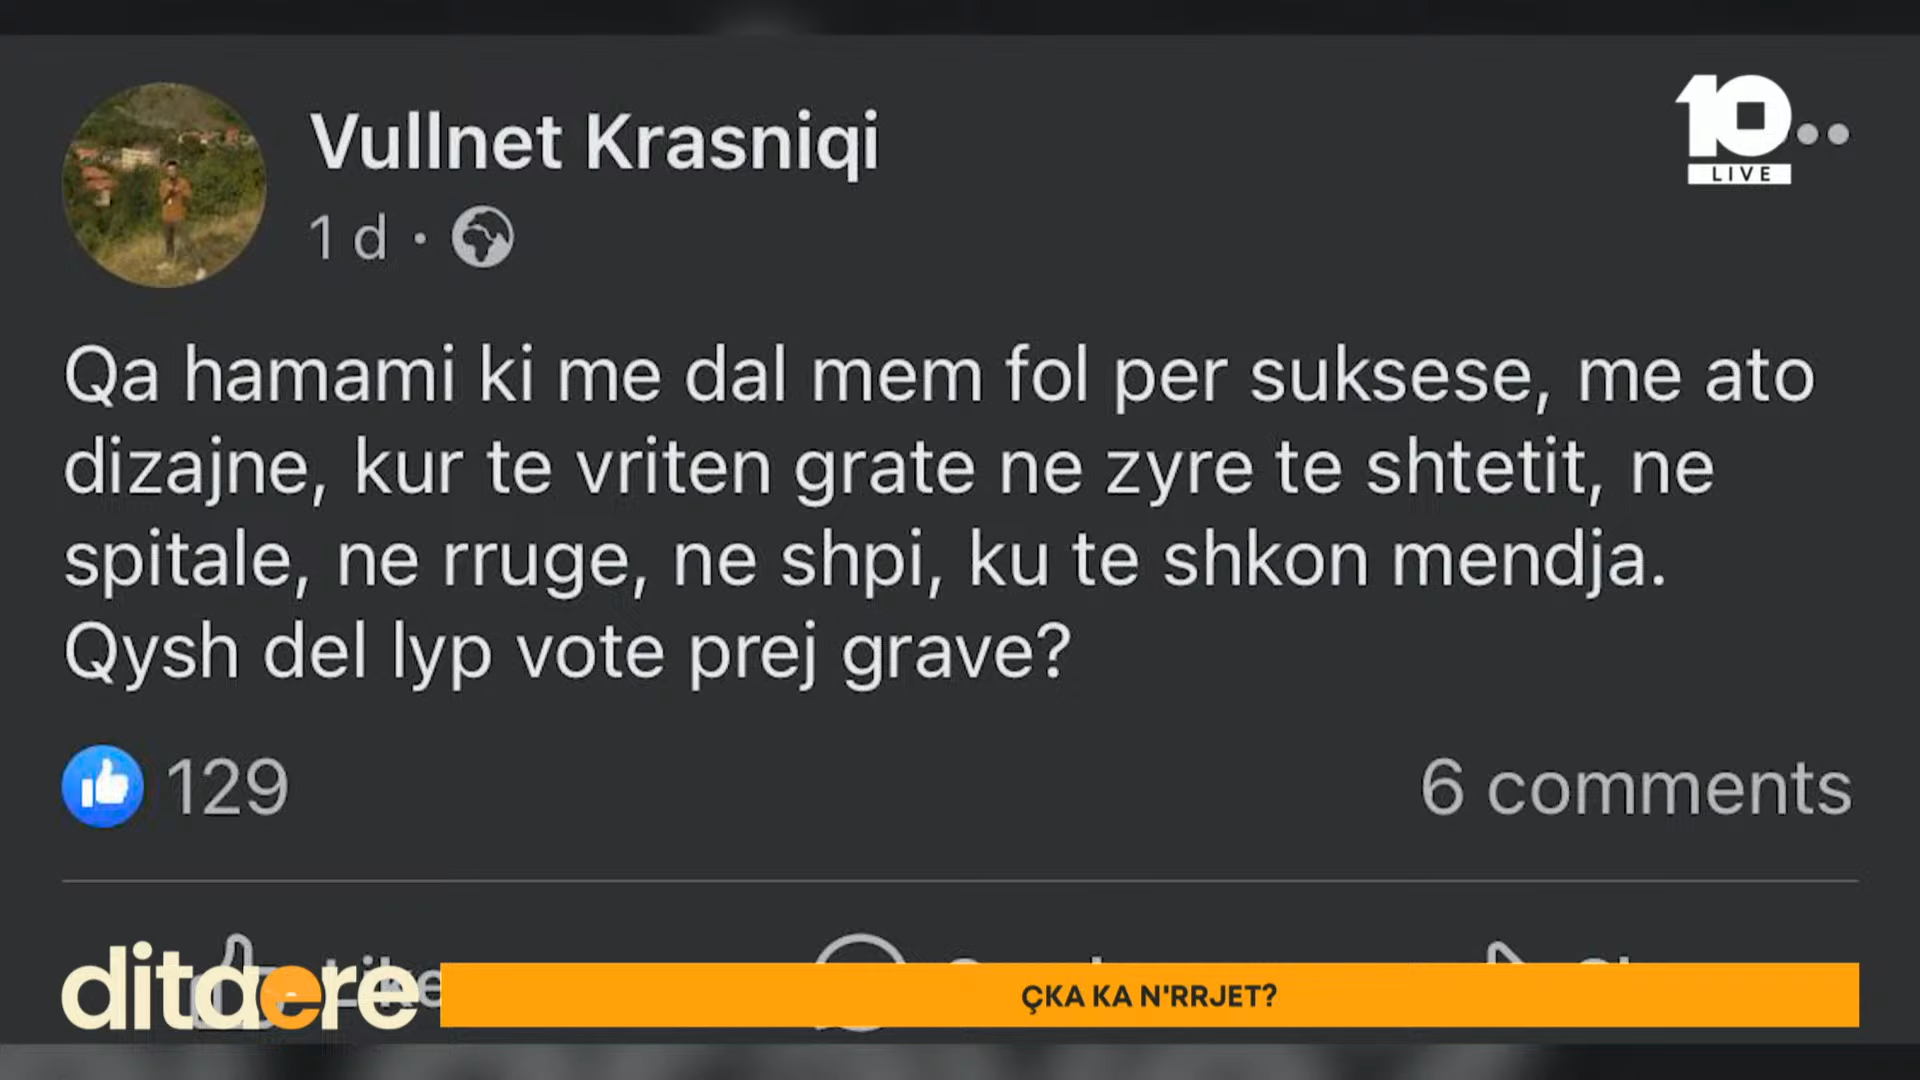 Vullnet Krasniqi
10
LIVE
1 d
Qa hamami ki me dal mem fol per suksese, me ato
dizajne, kur te vriten grate ne zyre te shtetit, ne
spitale, ne rruge, ne shpi, ku te shkon mendja.
Qysh del lyp vote prej grave?
129
6 comments
Like
ditaere
ÇKA KA N'RRJET?